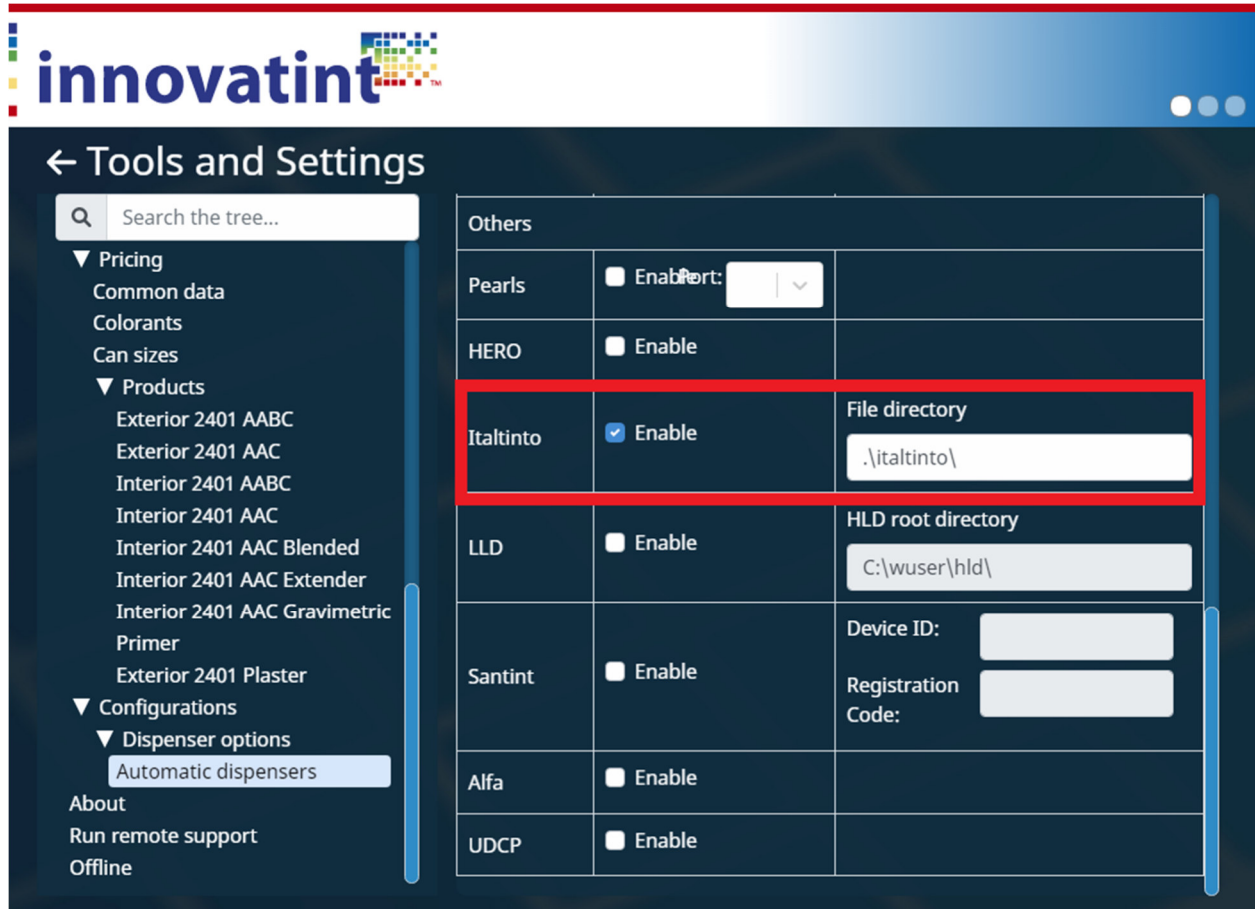 innovatint™
← Tools and Settings
Search the tree...
▼ Pricing
Common data
Colorants
Can sizes
▼ Products
Exterior 2401 AABC
Exterior 2401 AAC
Interior 2401 AABC
Interior 2401 AAC
Interior 2401 AAC Blended
Interior 2401 AAC Extender
Interior 2401 AAC Gravimetric
Primer
Exterior 2401 Plaster
▼ Configurations
▼ Dispenser options
Automatic dispensers
About
Run remote support
Offline
Others
Pearls Enable Port:
HERO Enable
Italtinto Enable File directory
.\italtinto\
LLD Enable HLD root directory
C:\wuser\hld\
Santint Enable Device ID:
Registration
Code:
Alfa Enable
UDCP Enable